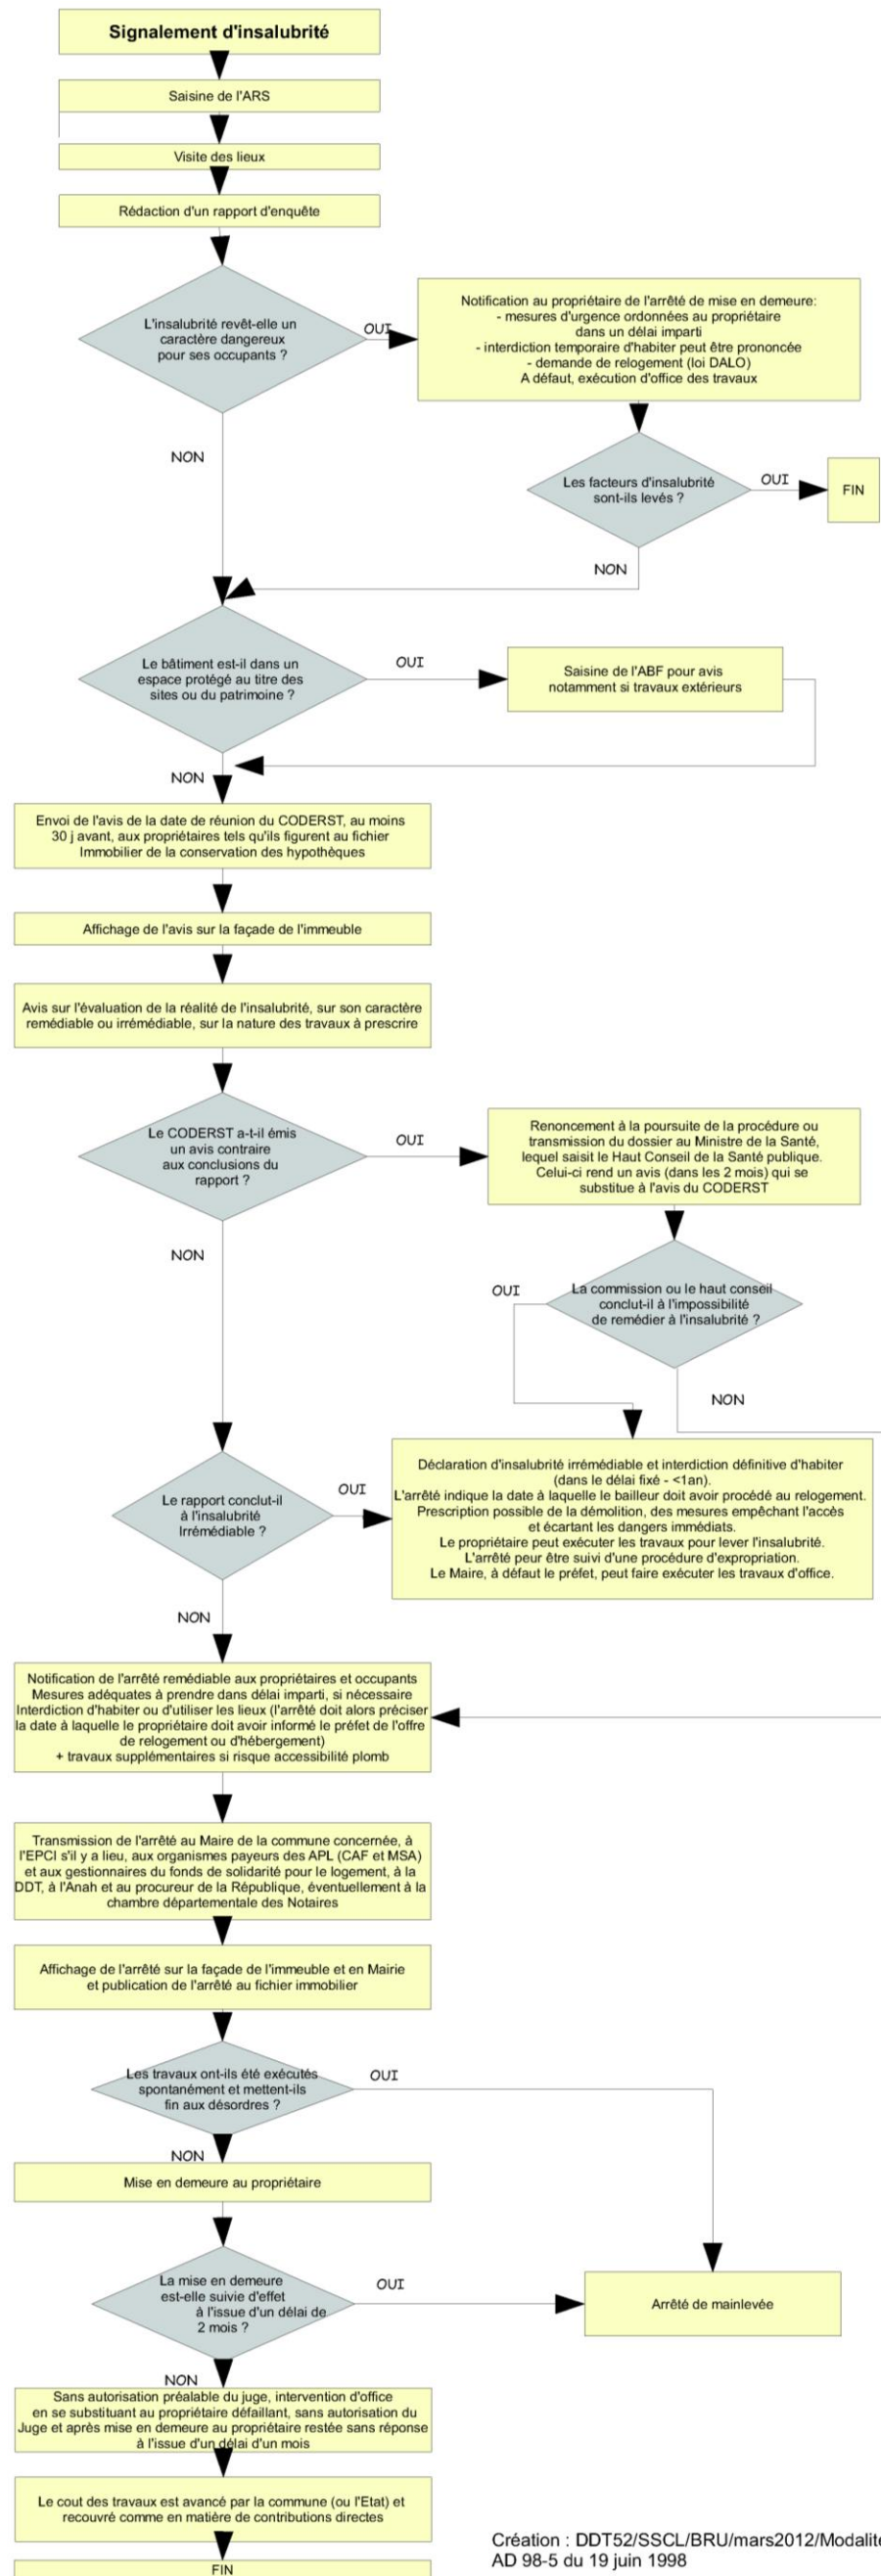 Signalement d'insalubrité
Saisine de l'ARS
Visite des lieux
Rédaction d'un rapport d'enquête
L'insalubrité revêt-elle un
caractère dangereux
pour ses occupants ?
OUI
Notification au propriétaire de l'arrêté de mise en demeure:
- mesures d'urgence ordonnées au propriétaire
dans un délai imparti
- interdiction temporaire d'habiter peut être prononcée
- demande de relogement (loi DALO)
A défaut, exécution d'office des travaux
NON
Les facteurs d'insalubrité
sont-ils levés ?
OUI
FIN
NON
Le bâtiment est-il dans un
espace protégé au titre des
sites ou du patrimoine ?
OUI
Saisine de l'ABF pour avis
notamment si travaux extérieurs
NON
Envoi de l'avis de la date de réunion du CODERST, au moins
30 j avant, aux propriétaires tels qu'ils figurent au fichier
Immobilier de la conservation des hypothèques
Affichage de l'avis sur la façade de l'immeuble
Avis sur l'évaluation de la réalité de l'insalubrité, sur son caractère
remédiable ou irrémédiable, sur la nature des travaux à prescrire
Le CODERST a-t-il émis
un avis contraire
aux conclusions du
rapport ?
OUI
Renoncement à la poursuite de la procédure ou
transmission du dossier au Ministre de la Santé,
lequel saisit le Haut Conseil de la Santé publique.
Celui-ci rend un avis (dans les 2 mois) qui se
substitue à l'avis du CODERST
NON
OUI
La commission ou le haut conseil
conclut-il à l'impossibilité
de remédier à l'insalubrité ?
NON
Le rapport conclut-il
à l'insalubrité
Irrémédiable ?
OUI
Déclaration d'insalubrité irrémédiable et interdiction définitive d'habiter
(dans le délai fixé - <1an).
L'arrêté indique la date à laquelle le bailleur doit avoir procédé au relogement.
Prescription possible de la démolition, des mesures empêchant l'accès
et écartant les dangers immédiats.
Le propriétaire peut exécuter les travaux pour lever l'insalubrité.
L'arrêté peur être suivi d'une procédure d'expropriation.
Le Maire, à défaut le préfet, peut faire exécuter les travaux d'office.
NON
Notification de l'arrêté remédiable aux propriétaires et occupants
Mesures adéquates à prendre dans délai imparti, si nécessaire
Interdiction d'habiter ou d'utiliser les lieux (l'arrêté doit alors préciser
la date à laquelle le propriétaire doit avoir informé le préfet de l'offre
de relogement ou d'hébergement)
+ travaux supplémentaires si risque accessibilité plomb
Transmission de l'arrêté au Maire de la commune concernée, à
l'EPCI s'il y a lieu, aux organismes payeurs des APL (CAF et MSA)
et aux gestionnaires du fonds de solidarité pour le logement, à la
DDT, à l'Anah et au procureur de la République, éventuellement à la
chambre départementale des Notaires
Affichage de l'arrêté sur la façade de l'immeuble et en Mairie
et publication de l'arrêté au fichier immobilier
Les travaux ont-ils été exécutés
spontanément et mettent-ils
fin aux désordres ?
OUI
NON
Mise en demeure au propriétaire
La mise en demeure
est-elle suivie d'effet
à l'issue d'un délai de
2 mois ?
OUI
Arrêté de mainlevée
NON
Sans autorisation préalable du juge, intervention d'office
en se substituant au propriétaire défaillant, sans autorisation du
Juge et après mise en demeure au propriétaire restée sans réponse
à l'issue d'un délai d'un mois
Le cout des travaux est avancé par la commune (ou l'Etat) et
recouvré comme en matière de contributions directes
FIN
Création : DDT52/SSCL/BRU/mars2012/Modalité
AD 98-5 du 19 juin 1998